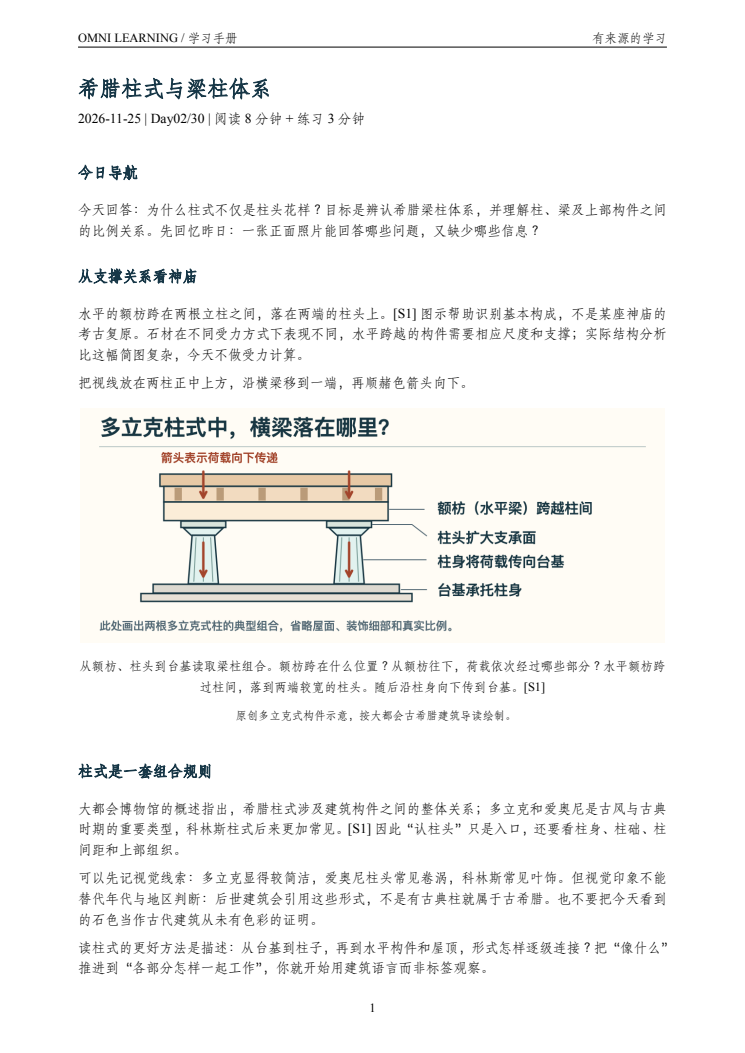 OMNI LEARNING / 学习手册
有来源的学习
希腊柱式与梁柱体系
2026-11-25 | Day02/30 | 阅读 8 分钟 + 练习 3 分钟
今日导航
今天回答：为什么柱式不仅是柱头花样？目标是辨认希腊梁柱体系，并理解柱、梁及上部构件之间
的比例关系。先回忆昨日：一张正面照片能回答哪些问题，又缺少哪些信息？
从支撑关系看神庙
水平的额枋跨在两根立柱之间，落在两端的柱头上。[S1] 图示帮助识别基本构成，不是某座神庙的
考古复原。石材在不同受力方式下表现不同，水平跨越的构件需要相应尺度和支撑；实际结构分析
比这幅简图复杂，今天不做受力计算。
把视线放在两柱正中上方，沿横梁移到一端，再顺赭色箭头向下。
多立克柱式中，横梁落在哪里？
箭头表示荷载向下传递
额枋（水平梁）跨越柱间
柱头扩大支承面
柱身将荷载传向台基
台基承托柱身
此处画出两根多立克式柱的典型组合，省略屋面、装饰细部和真实比例。
从额枋、柱头到台基读取梁柱组合。额枋跨在什么位置？从额枋往下，荷载依次经过哪些部分？水平额枋跨
过柱间，落到两端较宽的柱头。随后沿柱身向下传到台基。[S1]
原创多立克式构件示意，按大都会古希腊建筑导读绘制。
柱式是一套组合规则
大都会博物馆的概述指出，希腊柱式涉及建筑构件之间的整体关系；多立克和爱奥尼是古风与古典
时期的重要类型，科林斯柱式后来更加常见。[S1] 因此“认柱头”只是入口，还要看柱身、柱础、柱
间距和上部组织。
可以先记视觉线索：多立克显得较简洁，爱奥尼柱头常见卷涡，科林斯常见叶饰。但视觉印象不能
替代年代与地区判断：后世建筑会引用这些形式，不是有古典柱就属于古希腊。也不要把今天看到
的石色当作古代建筑从未有色彩的证明。
读柱式的更好方法是描述：从台基到柱子，再到水平构件和屋顶，形式怎样逐级连接？把“像什么”
推进到“各部分怎样一起工作”，你就开始用建筑语言而非标签观察。
1